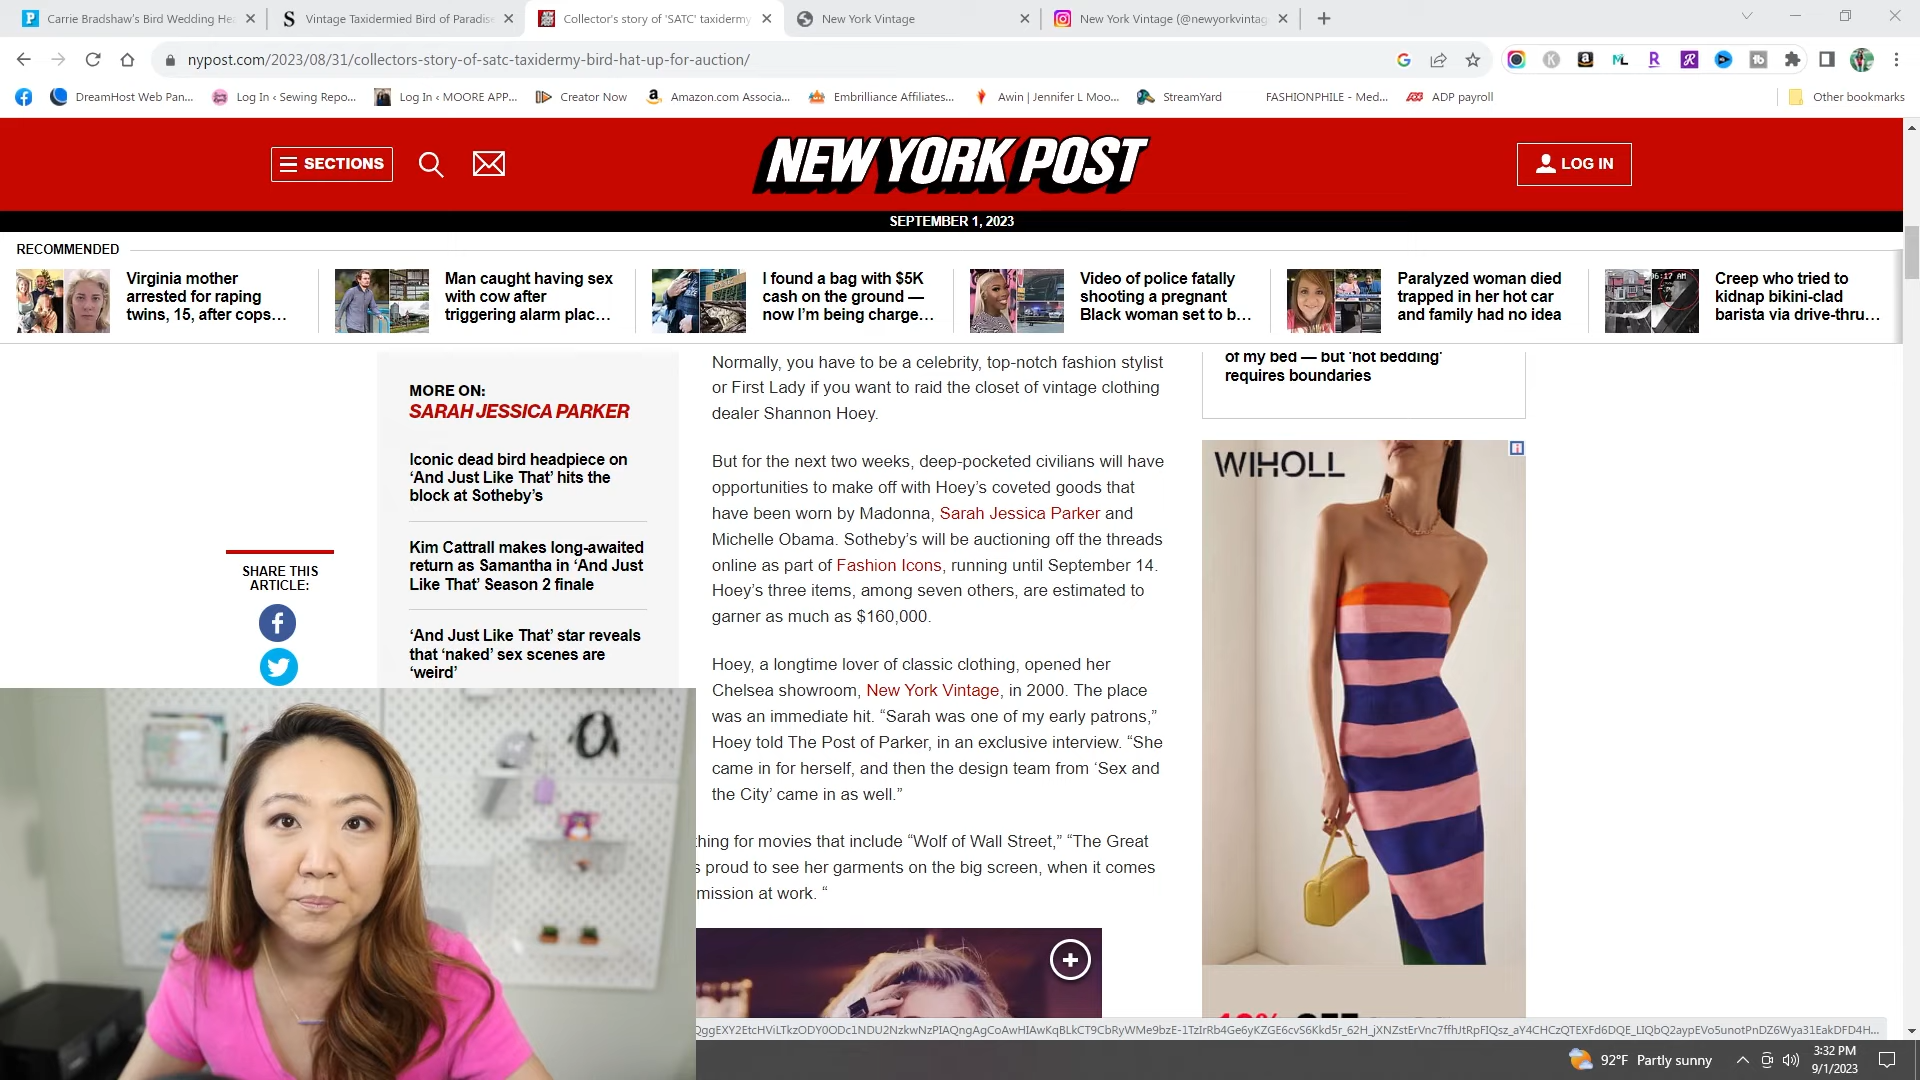 Carrie Bradshaw's Bird Wedding He
Vintage Taxidermied Bird of Paradis
Collector's story of 'SATC' taxidermy
New York Vintage
New York Vintage (@newyorkvintag
nypost.com/2023/08/31/collectors-story-of-satc-taxidermy-bird-hat-up-for-auction/
DreamHost Web Pan...
Log In ‹ Sewing Repo...
Log In ‹ MOORE APP...
Creator Now
Amazon.com Associa...
Embrilliance Affiliates...
Awin | Jennifer L Moo...
StreamYard
FASHIONPHILE - Med...
ADP payroll
Other bookmarks
SECTIONS
NEW YORK POST
LOG IN
SEPTEMBER 1, 2023
RECOMMENDED
Virginia mother
arrested for raping
twins, 15, after cops...
Man caught having sex
with cow after
triggering alarm plac...
I found a bag with $5K
cash on the ground —
now I'm being charge...
Video of police fatally
shooting a pregnant
Black woman set to b...
Paralyzed woman died
trapped in her hot car
and family had no idea
Creep who tried to
kidnap bikini-clad
barista via drive-thru...
SHARE THIS
ARTICLE:
MORE ON:
SARAH JESSICA PARKER
Iconic dead bird headpiece on
‘And Just Like That’ hits the
block at Sotheby’s
Kim Cattrall makes long-awaited
return as Samantha in ‘And Just
Like That’ Season 2 finale
‘And Just Like That’ star reveals
that ‘naked’ sex scenes are
‘weird’
Normally, you have to be a celebrity, top-notch fashion stylist
or First Lady if you want to raid the closet of vintage clothing
dealer Shannon Hoey.
But for the next two weeks, deep-pocketed civilians will have
opportunities to make off with Hoey’s coveted goods that
have been worn by Madonna, Sarah Jessica Parker and
Michelle Obama. Sotheby’s will be auctioning off the threads
online as part of Fashion Icons, running until September 14.
Hoey’s three items, among seven others, are estimated to
garner as much as $160,000.
Hoey, a longtime lover of classic clothing, opened her
Chelsea showroom, New York Vintage, in 2000. The place
was an immediate hit. “Sarah was one of my early patrons,”
Hoey told The Post of Parker, in an exclusive interview. “She
came in for herself, and then the design team from ‘Sex and
the City’ came in as well.”
thing for movies that include “Wolf of Wall Street,” “The Great
s proud to see her garments on the big screen, when it comes
mission at work. “
of my bed — but 'hot bedding'
requires boundaries
WIHOLL
92°F Partly sunny
3:32 PM
9/1/2023